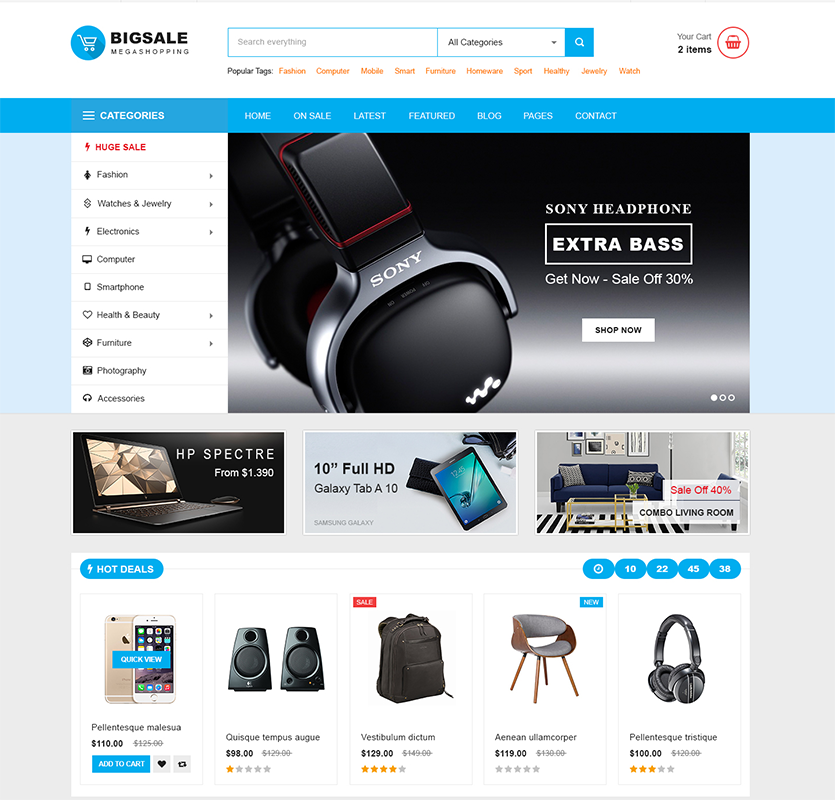 BIGSALE
MEGASHOPPING
Search everything
All Categories
Your Cart
2 items
Popular Tags: Fashion Computer Mobile Smart Furniture Homeware Sport Healthy Jewelry Watch
CATEGORIES
HOME ON SALE LATEST FEATURED BLOG PAGES CONTACT
HUGE SALE
Fashion
Watches & Jewelry
Electronics
Computer
Smartphone
Health & Beauty
Furniture
Photography
Accessories
SONY
SONY HEADPHONE
EXTRA BASS
Get Now - Sale Off 30%
SHOP NOW
HP SPECTRE
From $1.390
10” Full HD
Galaxy Tab A 10
SAMSUNG GALAXY
Sale Off 40%
COMBO LIVING ROOM
HOT DEALS
10 22 45 38
QUICK VIEW
Pellentesque malesua
$110.00 $125.00
ADD TO CART
Quisque tempus augue
$98.00 $129.00
SALE
Vestibulum dictum
$129.00 $149.00
NEW
Aenean ullamcorper
$119.00 $130.00
Pellentesque tristique
$100.00 $120.00